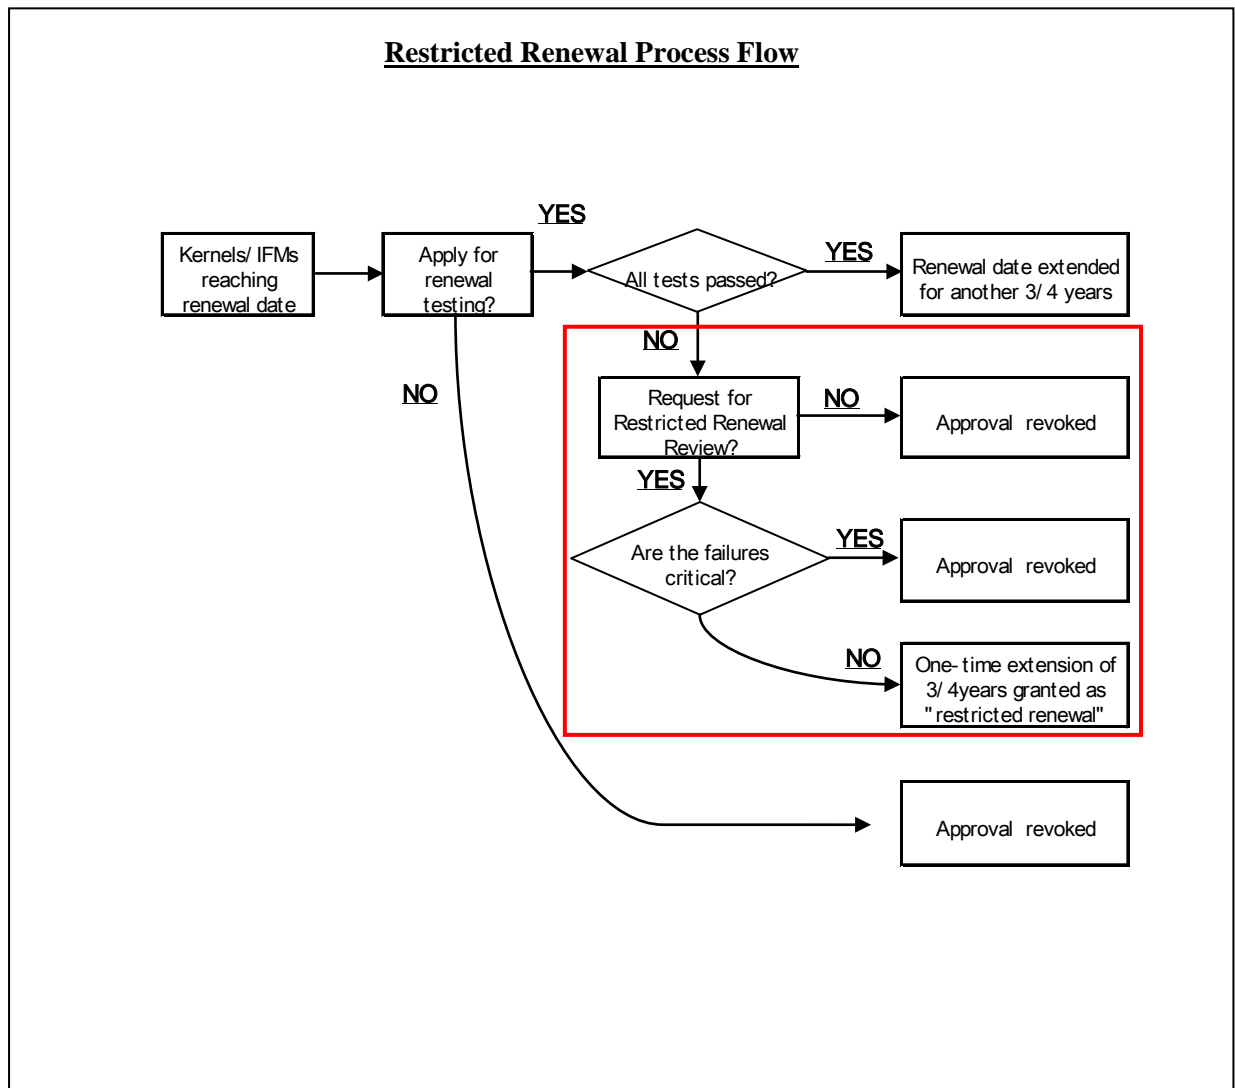 Restricted Renewal Process Flow
YES
Kernels/ IFMs
reaching
renewal date
Apply for
renewal
testing?
All tests passed?
YES
Renewal date extended
for another 3/ 4 years
NO
NO
Request for
Restricted Renewal
Review?
NO
Approval revoked
YES
Are the failures
critical?
YES
Approval revoked
NO
One- time extension of
3/ 4years granted as
" restricted renewal"
Approval revoked